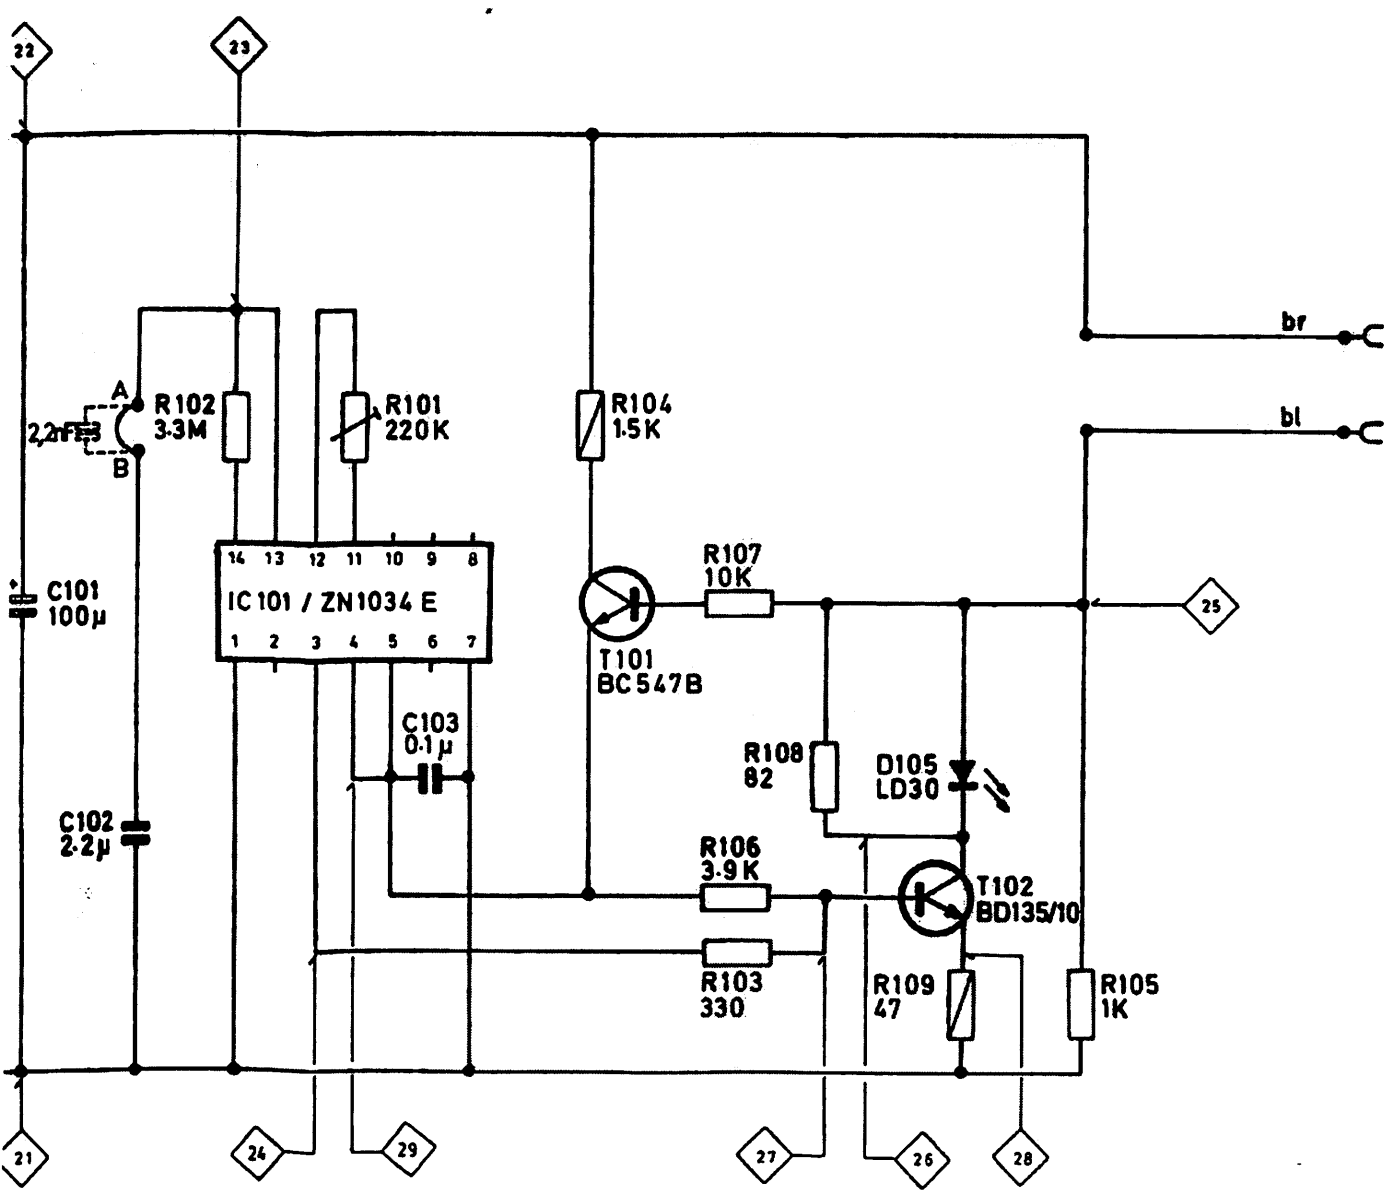 22
23
br
A
R102
3.3M
R101
220K
R104
1.5K
bl
2,2nF
B
14 13 12 11 10 9 8
R107
10K
C101
100µ
+
IC101 / ZN1034 E
25
1 2 3 4 5 6 7
T101
BC547B
C103
0.1µ
R108
82
D105
LD30
C102
2.2µ
R106
3.9K
T102
BD135/10
R103
330
R109
47
R105
1K
21
24
29
27
26
28